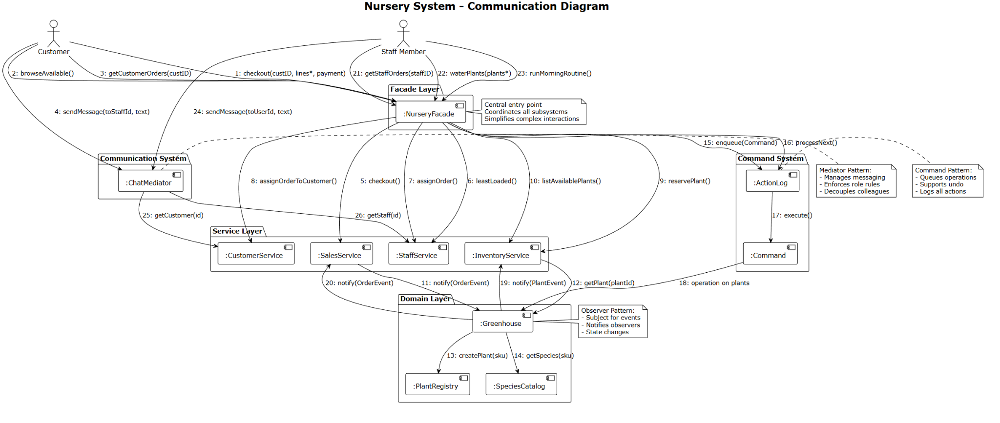 Nursery System - Communication Diagram
Customer
Staff Member
2: browseAvailable()
3: getCustomerOrders(custID)
1: checkout(custID, lines*, payment)
21: getStaffOrders(staffID)
22: waterPlants(plants*)
23: runMorningRoutine()
Facade Layer
:NurseryFacade
Central entry point
Coordinates all subsystems
Simplifies complex interactions
4: sendMessage(toStaffId, text)
24: sendMessage(toUserId, text)
15: enqueue(Command)
16: processNext()
Communication System
:ChatMediator
Command System
:ActionLog
Mediator Pattern:
- Manages messaging
- Enforces role rules
- Decouples colleagues
Command Pattern:
- Queues operations
- Supports undo
- Logs all actions
8: assignOrderToCustomer()
5: checkout()
7: assignOrder()
6: leastLoaded()
10: listAvailablePlants()
9: reservePlant()
25: getCustomer(id)
26: getStaff(id)
17: execute()
Service Layer
:CustomerService
:SalesService
:StaffService
:InventoryService
:Command
20: notify(OrderEvent)
11: notify(OrderEvent)
19: notify(PlantEvent)
12: getPlant(plantId)
18: operation on plants
Domain Layer
:Greenhouse
Observer Pattern:
- Subject for events
- Notifies observers
- State changes
13: createPlant(sku)
14: getSpecies(sku)
:PlantRegistry
:SpeciesCatalog